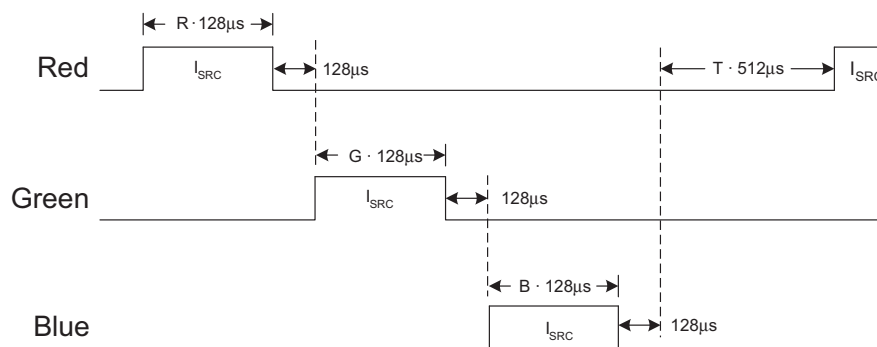 R · 128μs
Red
I_SRC
128μs
T · 512μs
I_SRC
G · 128μs
Green
I_SRC
128μs
B · 128μs
Blue
I_SRC
128μs